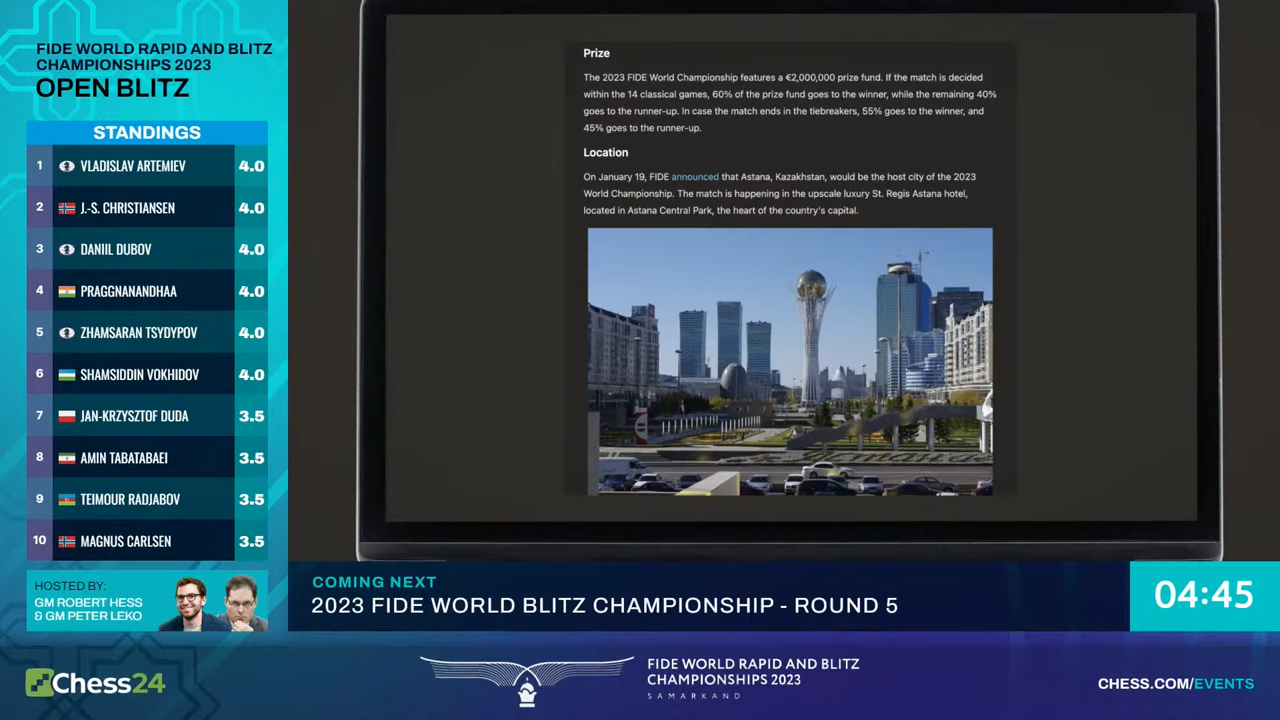 FIDE WORLD RAPID AND BLITZ
CHAMPIONSHIPS 2023
OPEN BLITZ
STANDINGS
1 VLADISLAV ARTEMIEV 4.0
2 J.-S. CHRISTIANSEN 4.0
3 DANIIL DUBOV 4.0
4 PRAGGNANANDHAA 4.0
5 ZHAMSARAN TSYDYPOV 4.0
6 SHAMSIDDIN VOKHIDOV 4.0
7 JAN-KRZYSZTOF DUDA 3.5
8 AMIN TABATABAEI 3.5
9 TEIMOUR RADJABOV 3.5
10 MAGNUS CARLSEN 3.5
HOSTED BY:
GM ROBERT HESS
& GM PETER LEKO
Prize
The 2023 FIDE World Championship features a €2,000,000 prize fund. If the match is decided
within the 14 classical games, 60% of the prize fund goes to the winner, while the remaining 40%
goes to the runner-up. In case the match ends in the tiebreakers, 55% goes to the winner, and
45% goes to the runner-up.
Location
On January 19, FIDE announced that Astana, Kazakhstan, would be the host city of the 2023
World Championship. The match is happening in the upscale luxury St. Regis Astana hotel,
located in Astana Central Park, the heart of the country's capital.
COMING NEXT
2023 FIDE WORLD BLITZ CHAMPIONSHIP - ROUND 5
04:45
Chess24
FIDE WORLD RAPID AND BLITZ
CHAMPIONSHIPS 2023
SAMARKAND
CHESS.COM/EVENTS